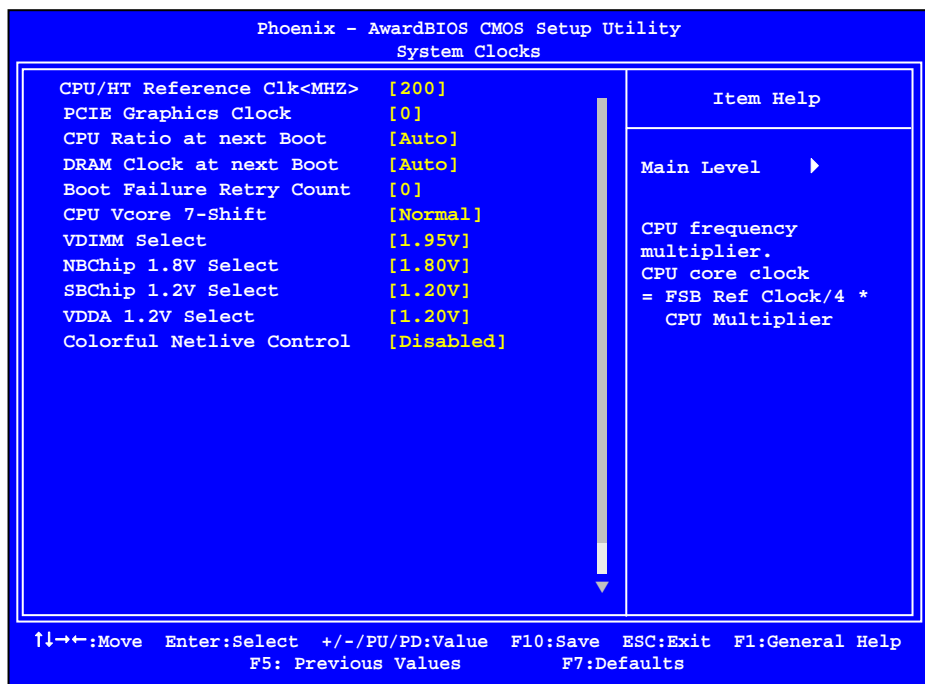 Phoenix – AwardBIOS CMOS Setup Utility
System Clocks
CPU/HT Reference Clk<MHZ> [200]
PCIE Graphics Clock [0]
CPU Ratio at next Boot [Auto]
DRAM Clock at next Boot [Auto]
Boot Failure Retry Count [0]
CPU Vcore 7-Shift [Normal]
VDIMM Select [1.95V]
NBChip 1.8V Select [1.80V]
SBChip 1.2V Select [1.20V]
VDDA 1.2V Select [1.20V]
Colorful Netlive Control [Disabled]
Item Help
Main Level
CPU frequency
multiplier.
CPU core clock
= FSB Ref Clock/4 *
CPU Multiplier
↑↓→←:Move Enter:Select +/-/PU/PD:Value F10:Save ESC:Exit F1:General Help
F5: Previous Values F7:Defaults